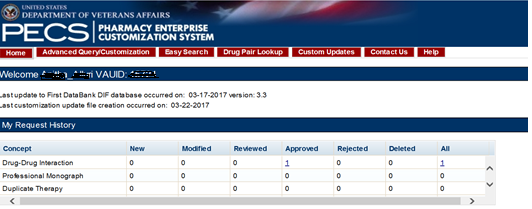 UNITED STATES
DEPARTMENT OF VETERANS AFFAIRS
PECS PHARMACY ENTERPRISE
CUSTOMIZATION SYSTEM
Home Advanced Query/Customization Easy Search Drug Pair Lookup Custom Updates Contact Us Help
Welcome VAUID:
Last update to First DataBank DIF database occurred on: 03-17-2017 version: 3.3
Last customization update file creation occurred on: 03-22-2017
My Request History
Concept New Modified Reviewed Approved Rejected Deleted All
Drug-Drug Interaction 0 0 0 1 0 0 1
Professional Monograph 0 0 0 0 0 0 0
Duplicate Therapy 0 0 0 0 0 0 0